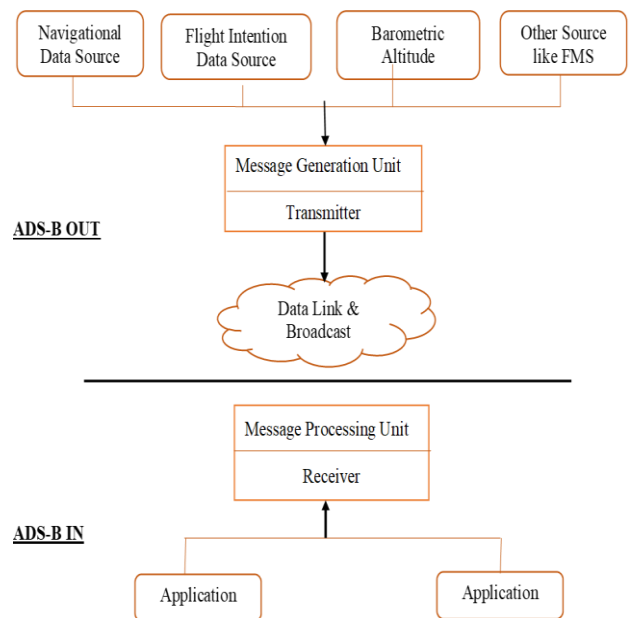 Navigational
Data Source
Flight Intention
Data Source
Barometric
Altitude
Other Source
like FMS
Message Generation Unit
Transmitter
ADS-B OUT
Data Link &
Broadcast
Message Processing Unit
Receiver
ADS-B IN
Application
Application